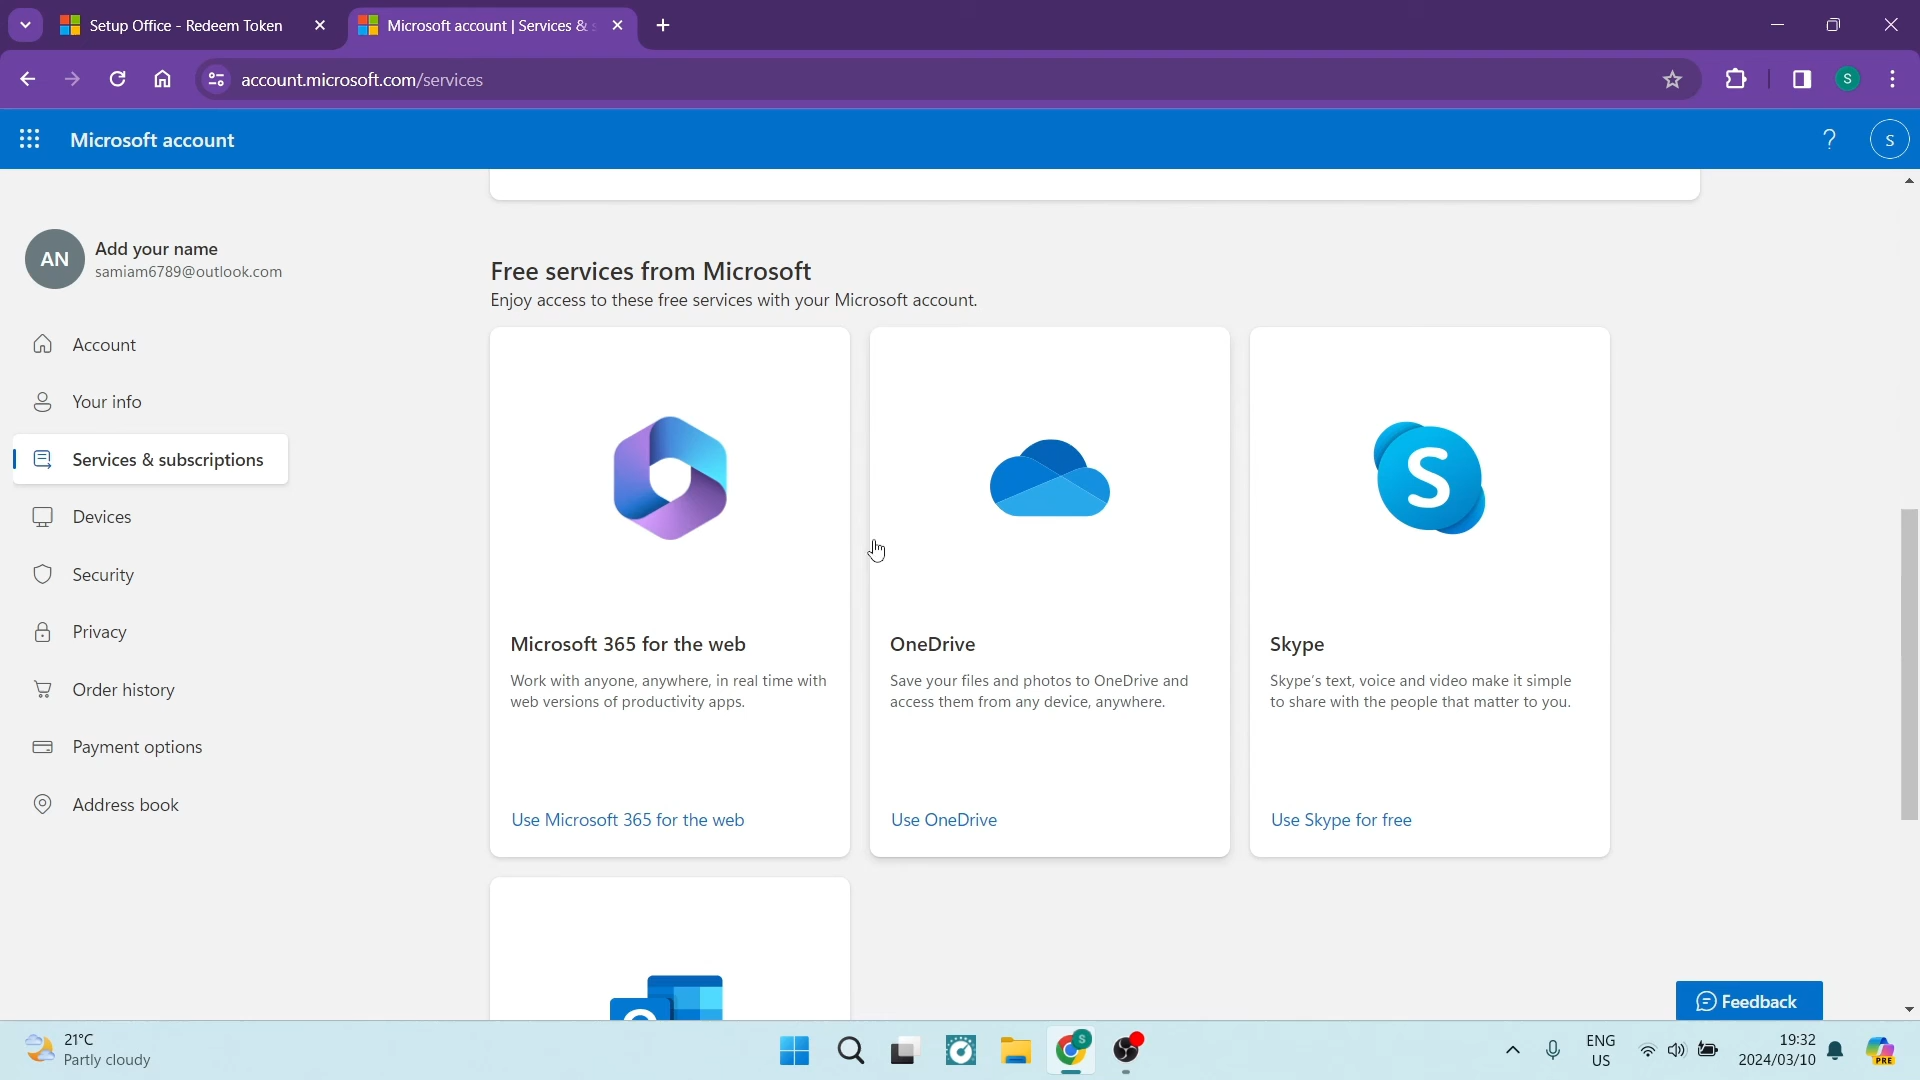 Setup Office - Redeem Token
Microsoft account | Services & s
account.microsoft.com/services
S
Microsoft account
?
S
AN
Add your name
samiam6789@outlook.com
Account
Your info
Services & subscriptions
Devices
Security
Privacy
Order history
Payment options
Address book
Free services from Microsoft
Enjoy access to these free services with your Microsoft account.
Microsoft 365 for the web
Work with anyone, anywhere, in real time with
web versions of productivity apps.
Use Microsoft 365 for the web
OneDrive
Save your files and photos to OneDrive and
access them from any device, anywhere.
Use OneDrive
S
Skype
Skype's text, voice and video make it simple
to share with the people that matter to you.
Use Skype for free
Feedback
21°C
Partly cloudy
S
ENG
US
19:32
2024/03/10
PRE